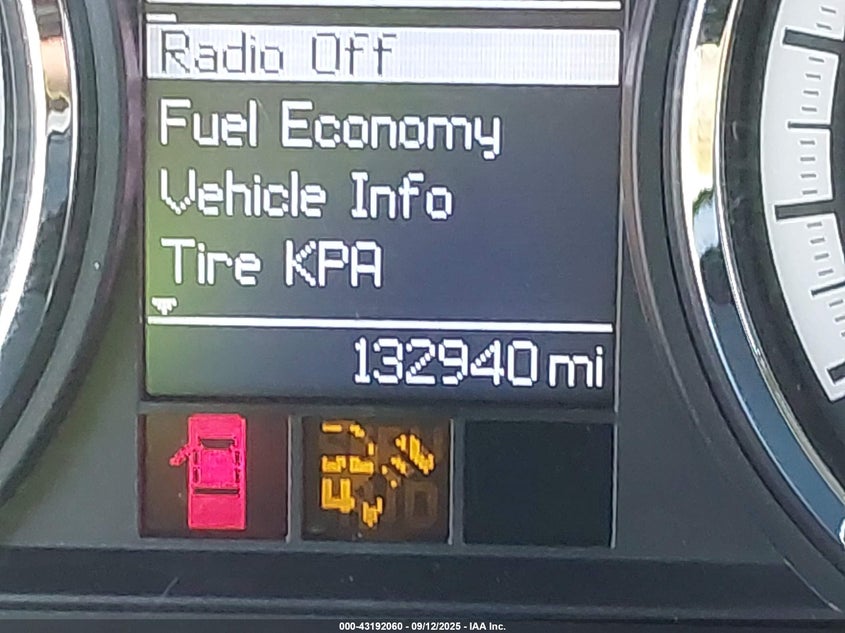 Radio Off
Fuel Economy
Vehicle Info
Tire KPA
132940 mi
000-43192060 - 09/12/2025 - IAA Inc.